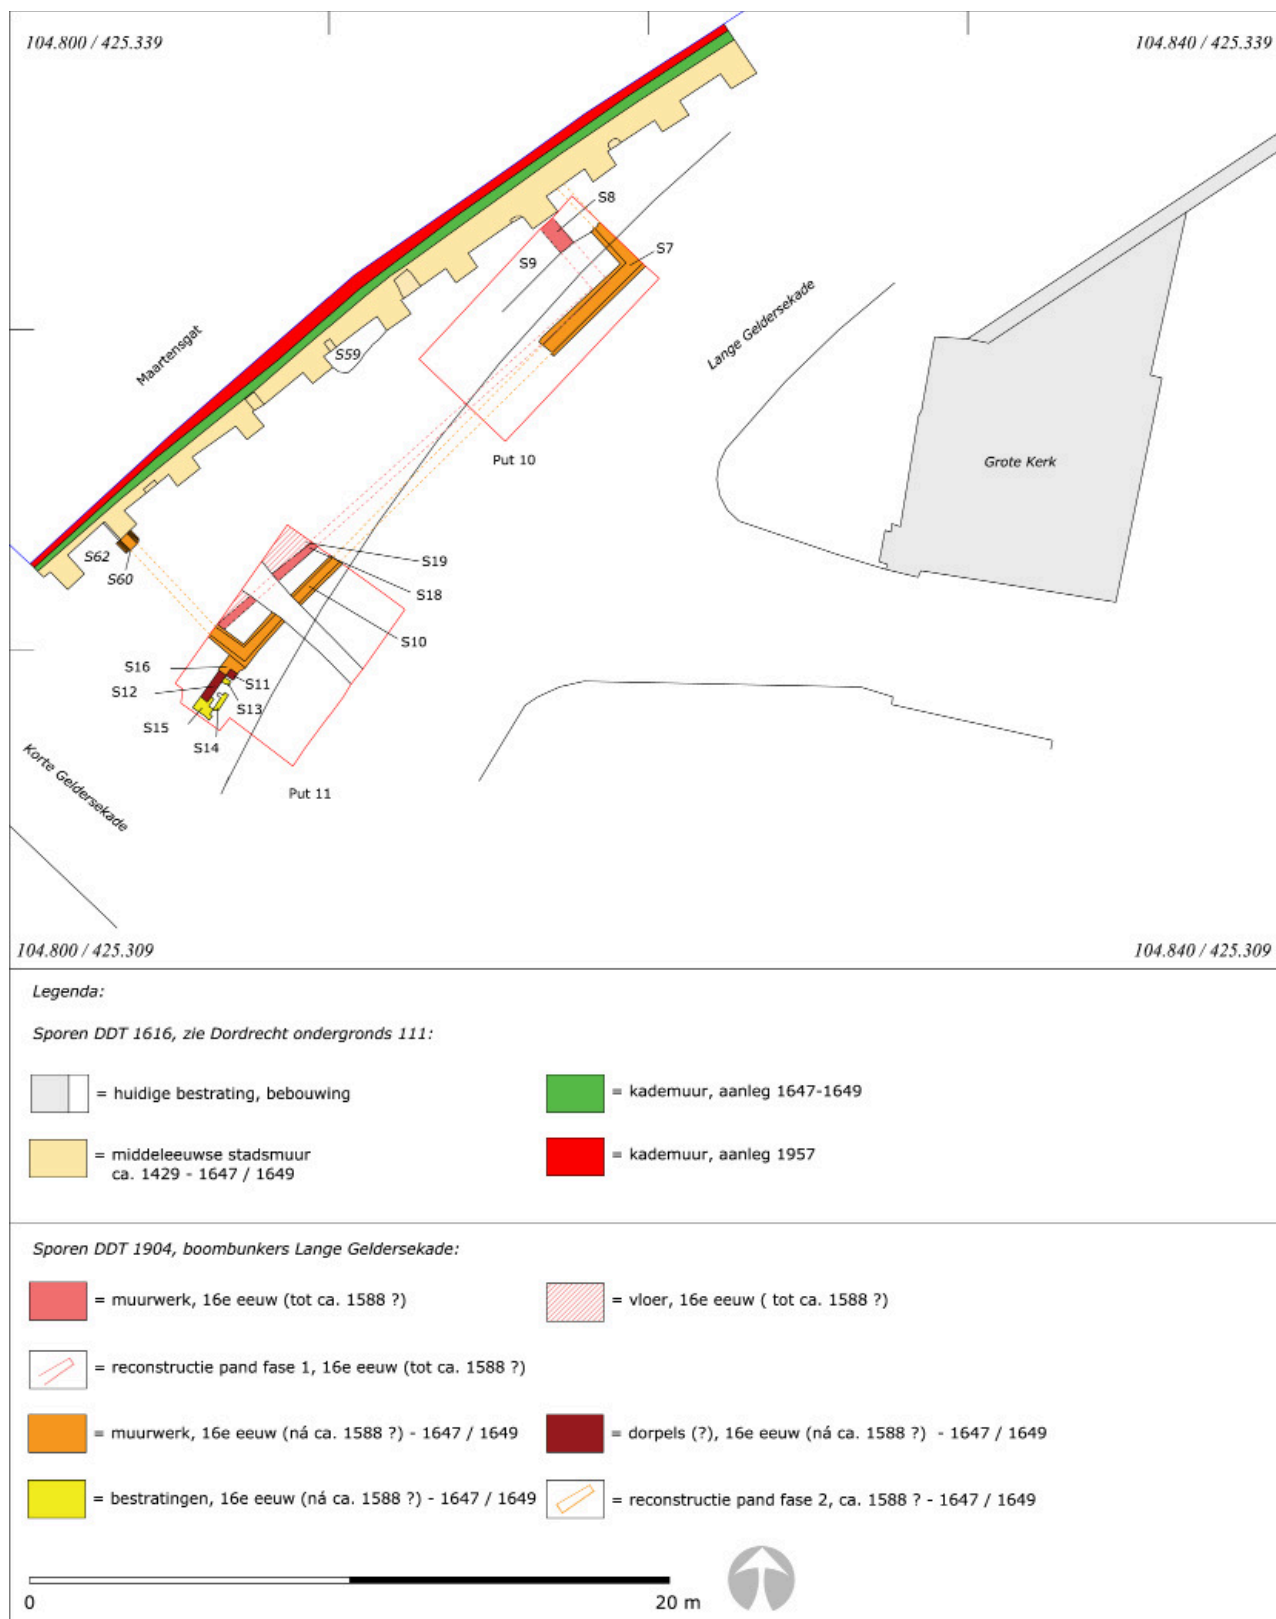 104.800 / 425.339
104.840 / 425.339
S8
S7
S9
Lange Geldersekade
Maartensgat
S59
Put 10
Grote Kerk
S62
S60
S19
S18
S10
S16
S11
S12
S13
S15
S14
Korte Geldersekade
Put 11
104.800 / 425.309
104.840 / 425.309
Legenda:
Sporen DDT 1616, zie Dordrecht ondergronds 111:
= huidige bestrating, bebouwing
= kademuur, aanleg 1647-1649
= middeleeuwse stadsmuur
ca. 1429 - 1647 / 1649
= kademuur, aanleg 1957
Sporen DDT 1904, boombunkers Lange Geldersekade:
= muurwerk, 16e eeuw (tot ca. 1588 ?)
= vloer, 16e eeuw ( tot ca. 1588 ?)
= reconstructie pand fase 1, 16e eeuw (tot ca. 1588 ?)
= muurwerk, 16e eeuw (ná ca. 1588 ?) - 1647 / 1649
= dorpels (?), 16e eeuw (ná ca. 1588 ?) - 1647 / 1649
= bestratingen, 16e eeuw (ná ca. 1588 ?) - 1647 / 1649
= reconstructie pand fase 2, ca. 1588 ? - 1647 / 1649
0
20 m